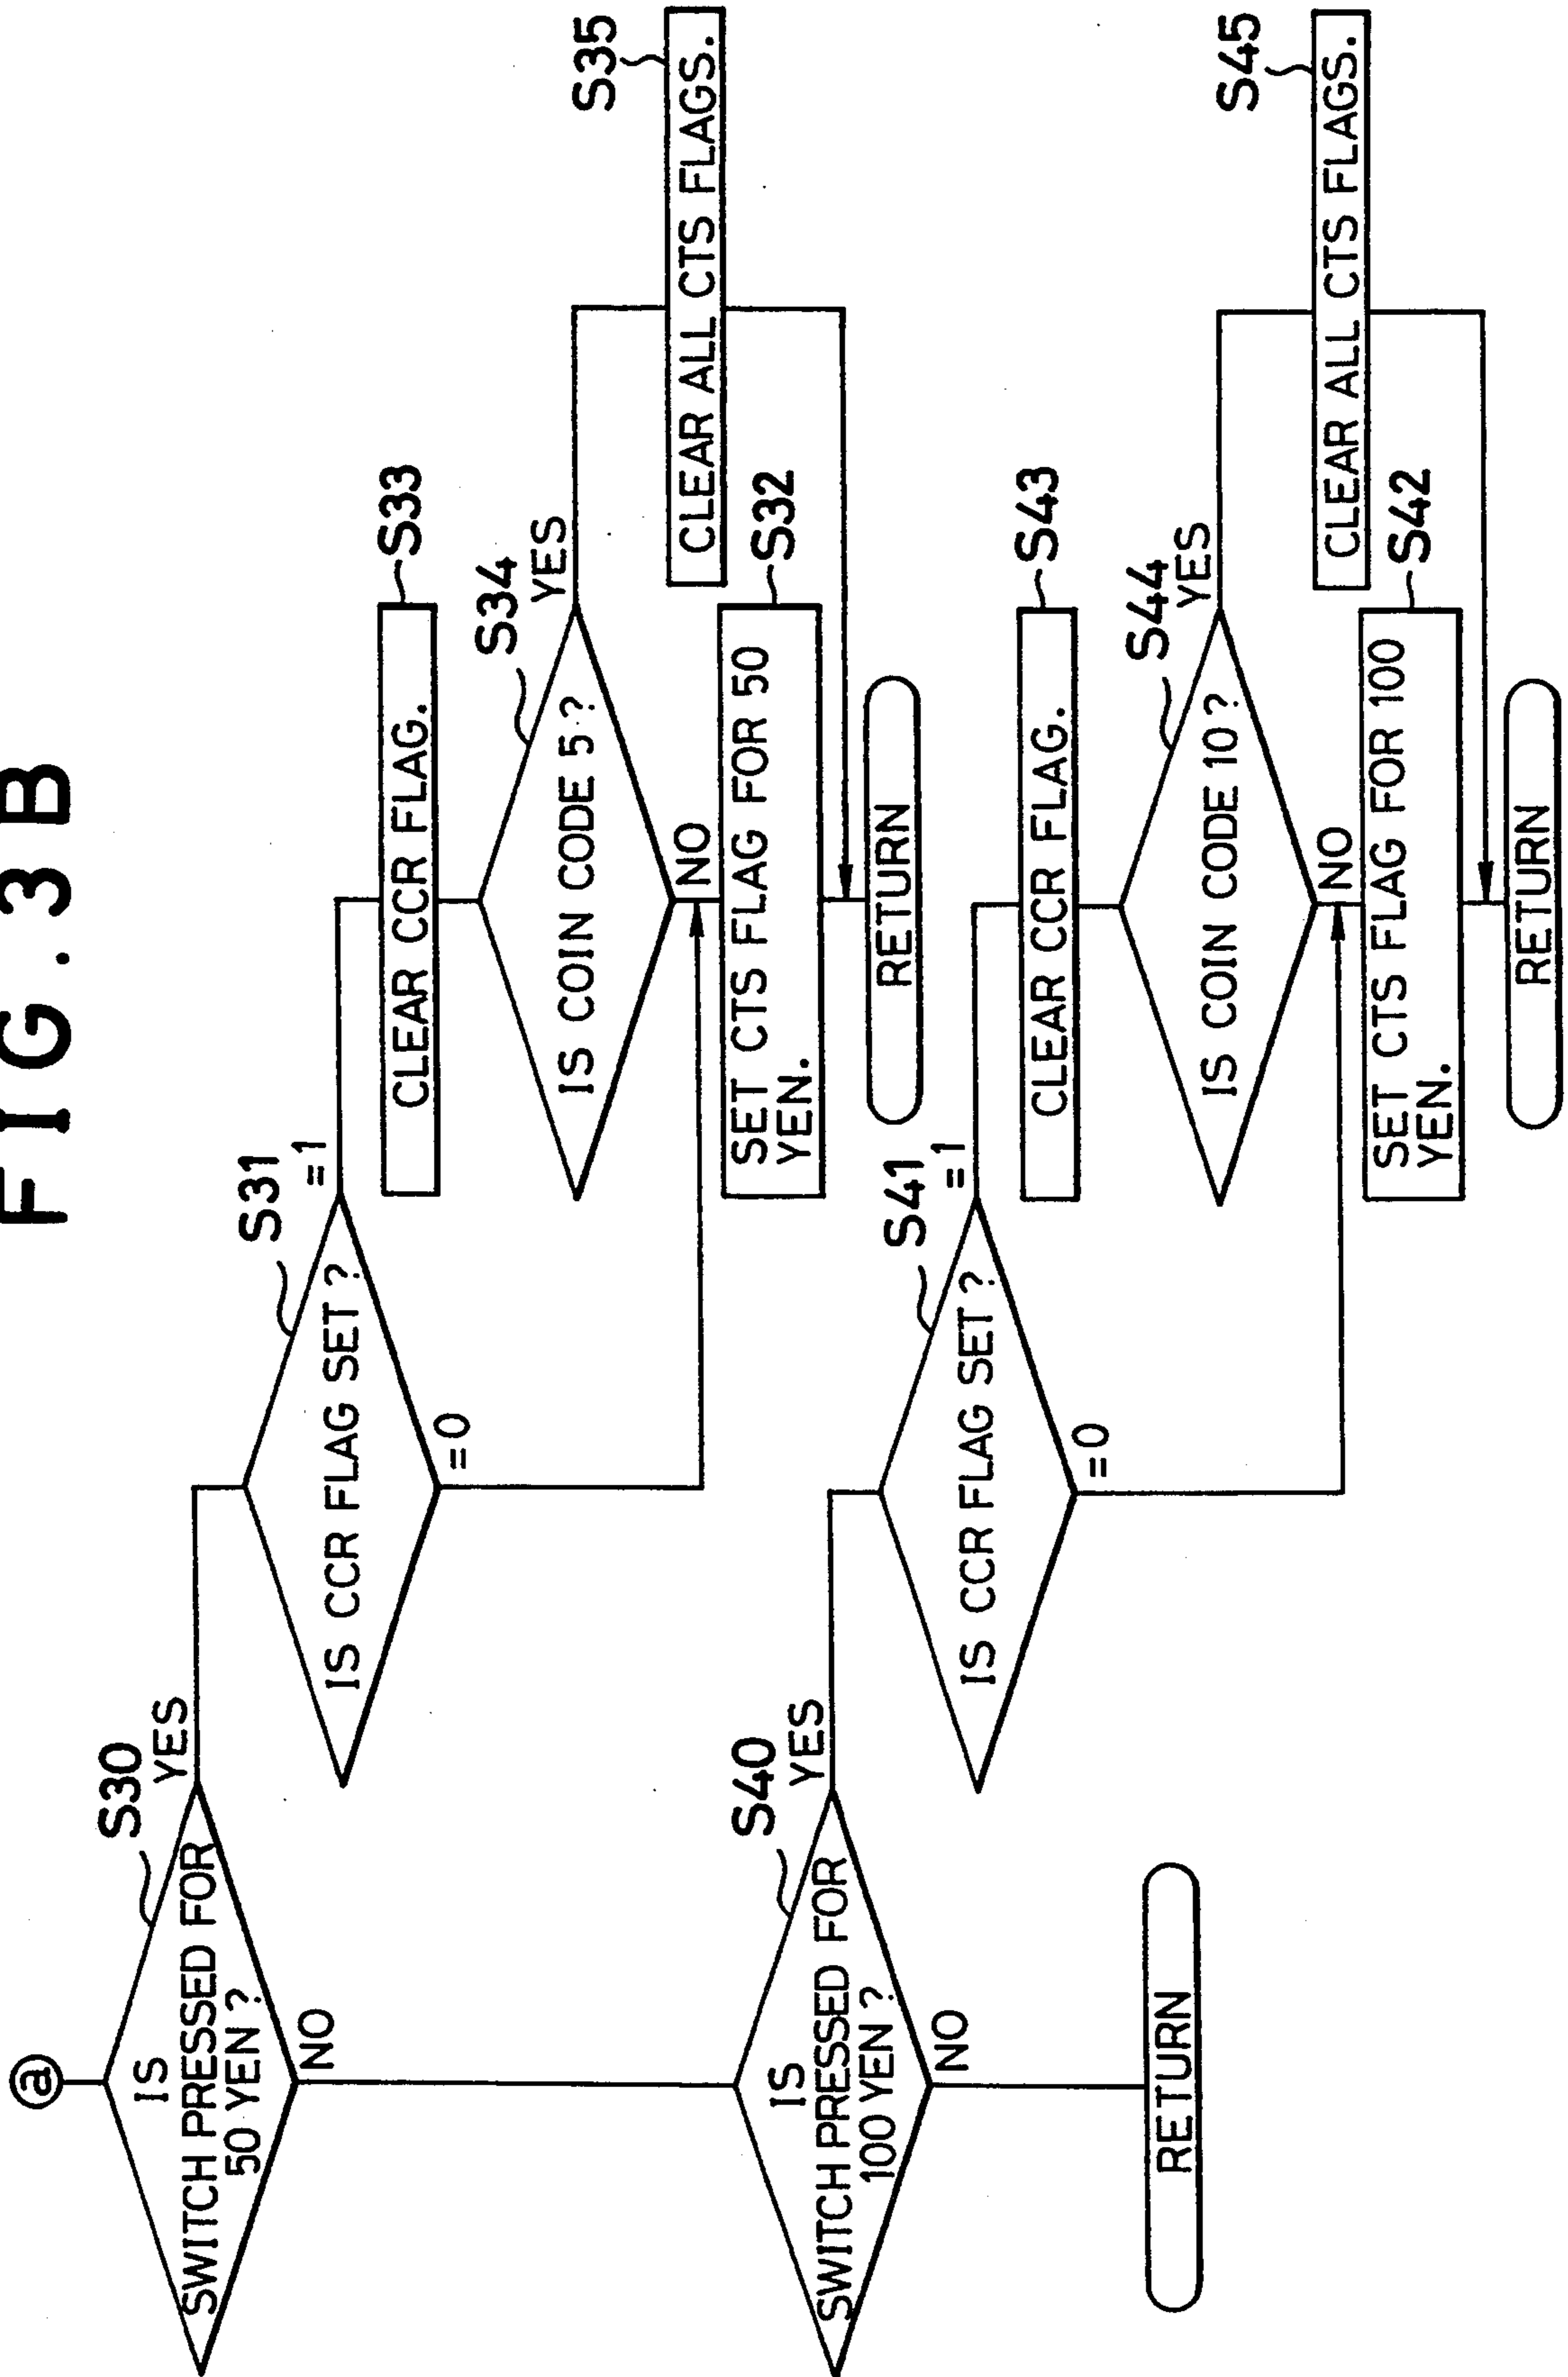 FIG. 3B
a
S30
IS
SWITCH PRESSED FOR
50 YEN ?
YES
NO
S31
IS CCR FLAG SET ?
=1
=0
S33
CLEAR CCR FLAG.
S34
IS COIN CODE 5 ?
YES
NO
S35
CLEAR ALL CTS FLAGS.
S32
SET CTS FLAG FOR 50
YEN.
RETURN
S40
IS
SWITCH PRESSED FOR
100 YEN ?
YES
NO
RETURN
S41
IS CCR FLAG SET ?
=1
=0
S43
CLEAR CCR FLAG.
S44
IS COIN CODE 10 ?
YES
NO
S45
CLEAR ALL CTS FLAGS.
S42
SET CTS FLAG FOR 100
YEN.
RETURN